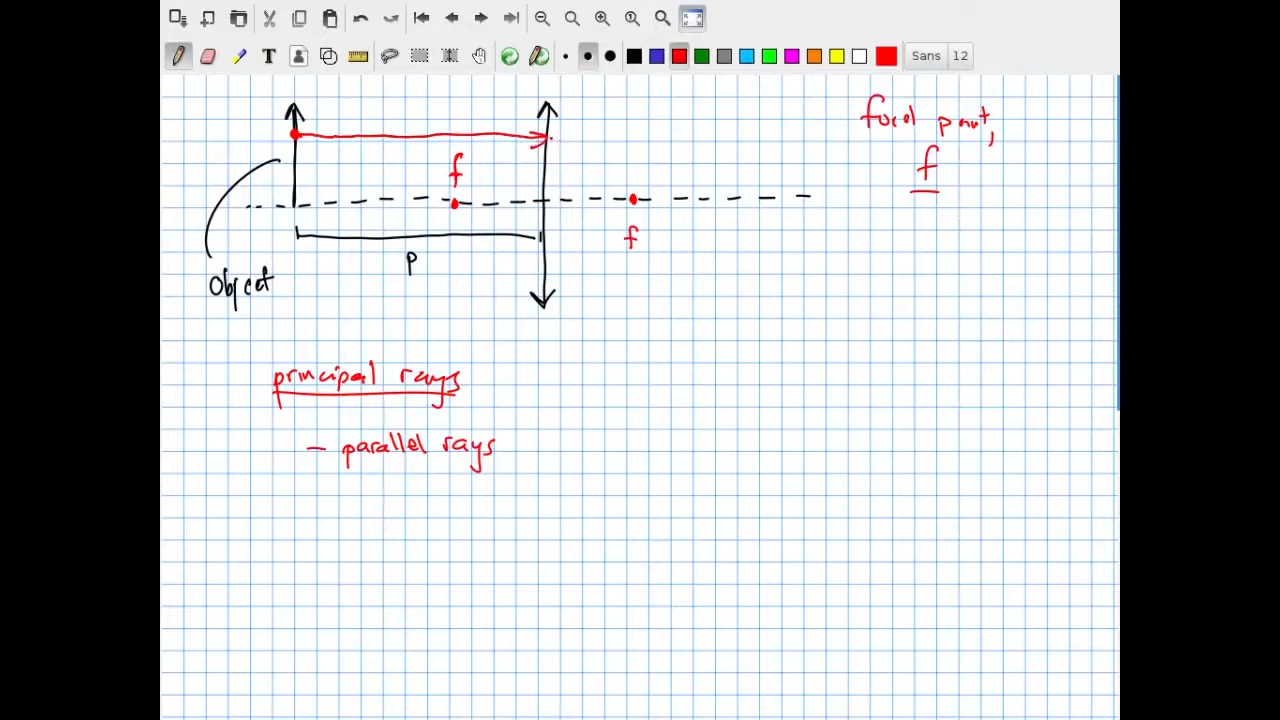 Sans 12
focal point,
f
f
f
p
Object
principal rays
- parallel rays